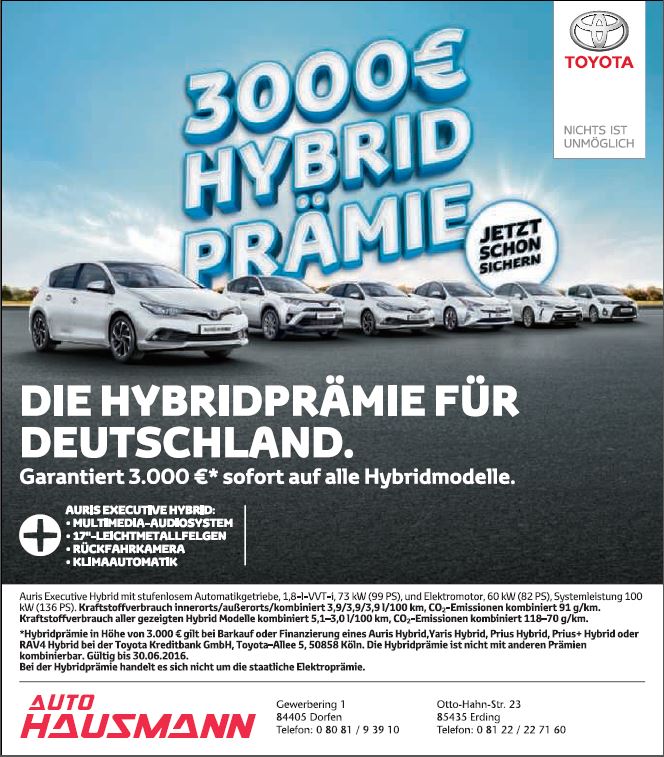 3000€
HYBRID
PRÄMIE
JETZT
SCHON
SICHERN
TOYOTA
NICHTS IST
UNMÖGLICH
DIE HYBRIDPRÄMIE FÜR
DEUTSCHLAND.
Garantiert 3.000 €* sofort auf alle Hybridmodelle.
AURIS EXECUTIVE HYBRID:
• MULTIMEDIA-AUDIOSYSTEM
• 17"-LEICHTMETALLFELGEN
• RÜCKFAHRKAMERA
• KLIMAAUTOMATIK
Auris Executive Hybrid mit stufenlosem Automatikgetriebe, 1,8-l-VVT-i, 73 kW (99 PS), und Elektromotor, 60 kW (82 PS), Systemleistung 100
kW (136 PS). Kraftstoffverbrauch innerorts/außerorts/kombiniert 3,9/3,9/3,9 l/100 km, CO₂-Emissionen kombiniert 91 g/km.
Kraftstoffverbrauch aller gezeigten Hybrid Modelle kombiniert 5,1–3,0 l/100 km, CO₂-Emissionen kombiniert 118–70 g/km.
*Hybridprämie in Höhe von 3.000 € gilt bei Barkauf oder Finanzierung eines Auris Hybrid,Yaris Hybrid, Prius Hybrid, Prius+ Hybrid oder
RAV4 Hybrid bei der Toyota Kreditbank GmbH, Toyota-Allee 5, 50858 Köln. Die Hybridprämie ist nicht mit anderen Prämien
kombinierbar. Gültig bis 30.06.2016.
Bei der Hybridprämie handelt es sich nicht um die staatliche Elektroprämie.
AUTO
HAUSMANN
Gewerbering 1
84405 Dorfen
Telefon: 0 80 81 / 9 39 10
Otto-Hahn-Str. 23
85435 Erding
Telefon: 0 81 22 / 22 71 60